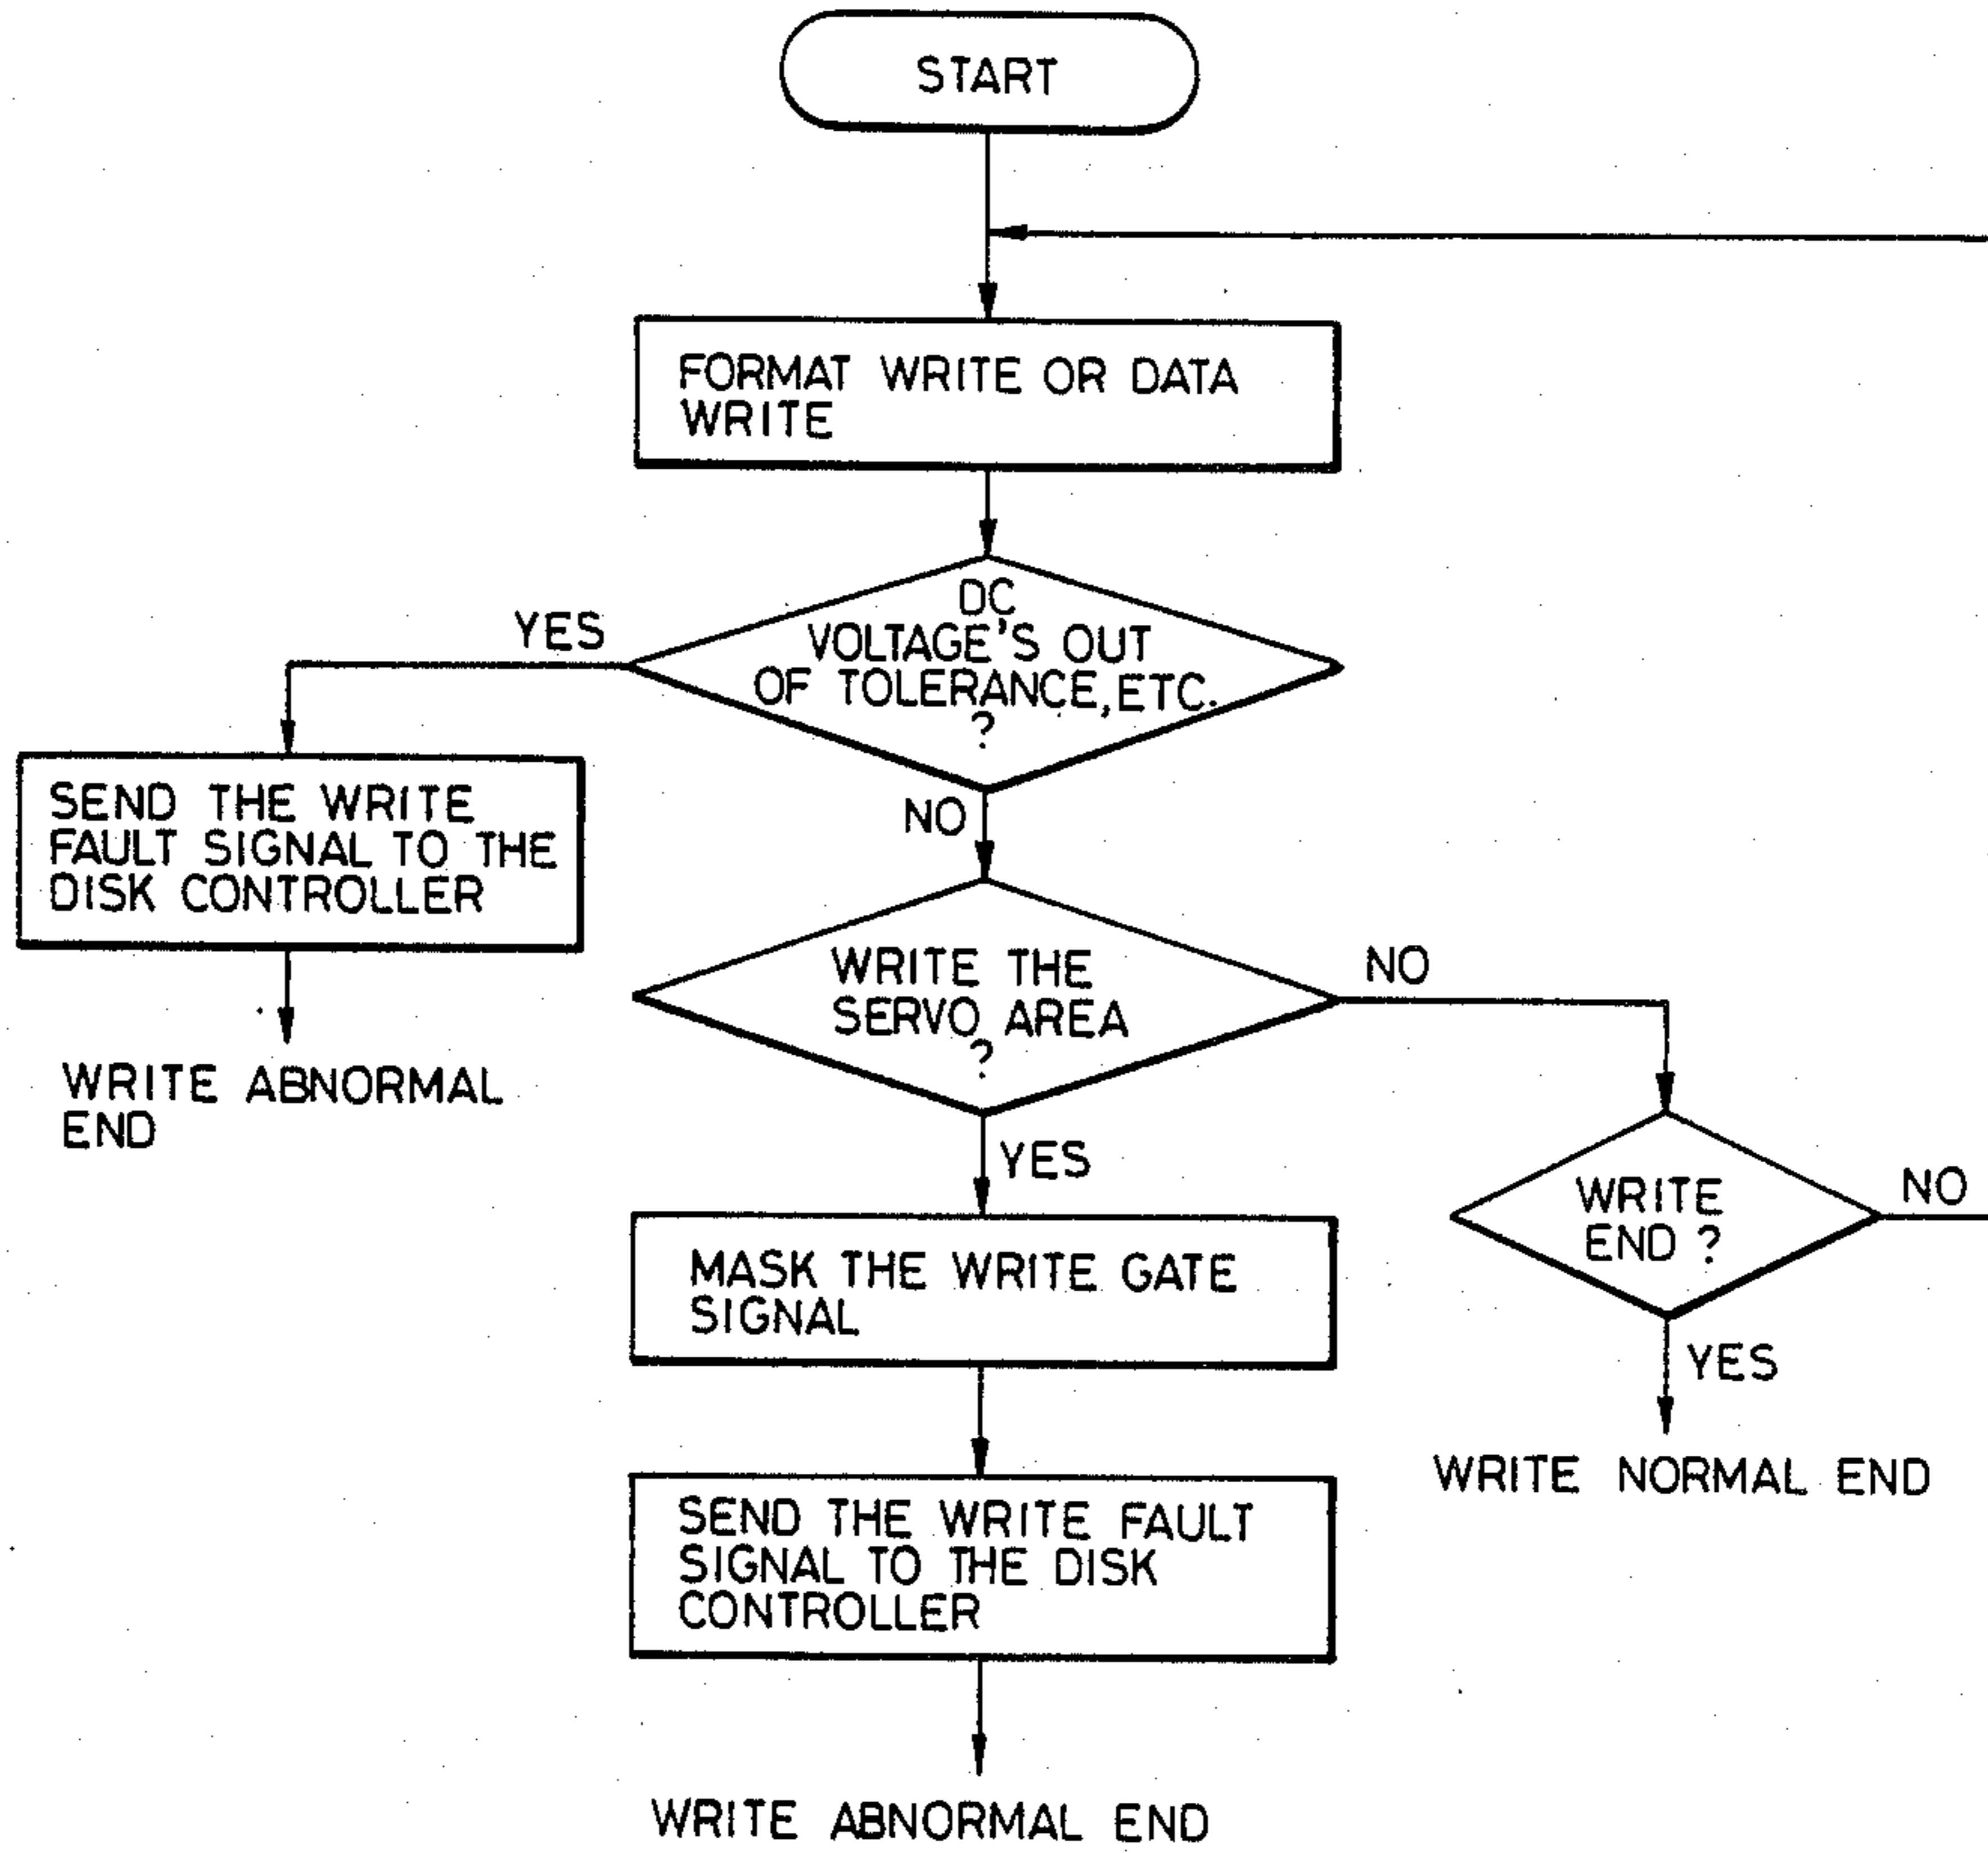 START
FORMAT WRITE OR DATA
WRITE
DC
VOLTAGE'S OUT
OF TOLERANCE, ETC.
?
YES
NO
SEND THE WRITE
FAULT SIGNAL TO THE
DISK CONTROLLER
WRITE ABNORMAL
END
WRITE THE
SERVO AREA
?
NO
YES
WRITE
END ?
NO
YES
WRITE NORMAL END
MASK THE WRITE GATE
SIGNAL
SEND THE WRITE FAULT
SIGNAL TO THE DISK
CONTROLLER
WRITE ABNORMAL END